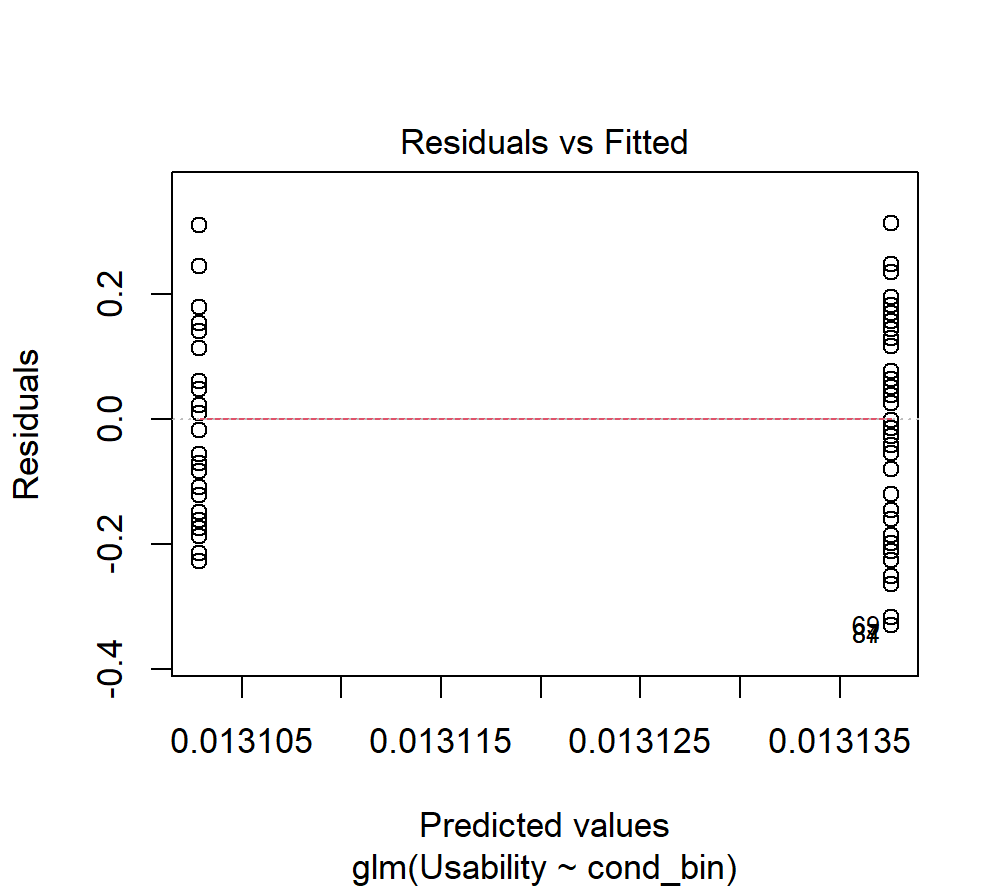 Residuals vs Fitted
Residuals
0.2
0.0
-0.2
-0.4
69
0.013105 0.013115 0.013125 0.013135
Predicted values
glm(Usability ~ cond_bin)